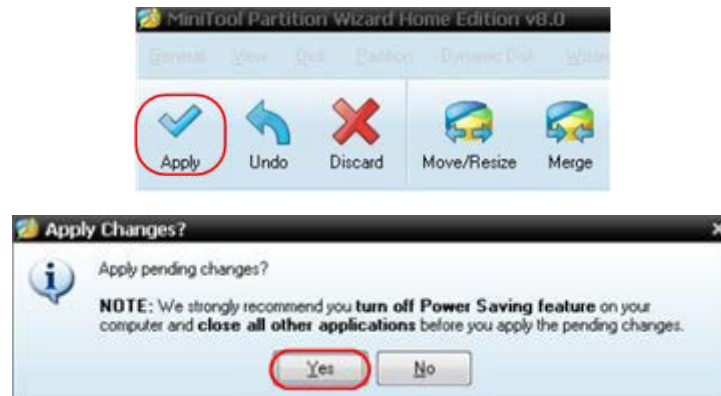 MiniTool Partition Wizard Home Edition v8.0
General View Disk Partition Dynamic Disk
Apply Undo Discard Move/Resize Merge
Apply Changes?
Apply pending changes?
NOTE: We strongly recommend you turn off Power Saving feature on your
computer and close all other applications before you apply the pending changes.
Yes No